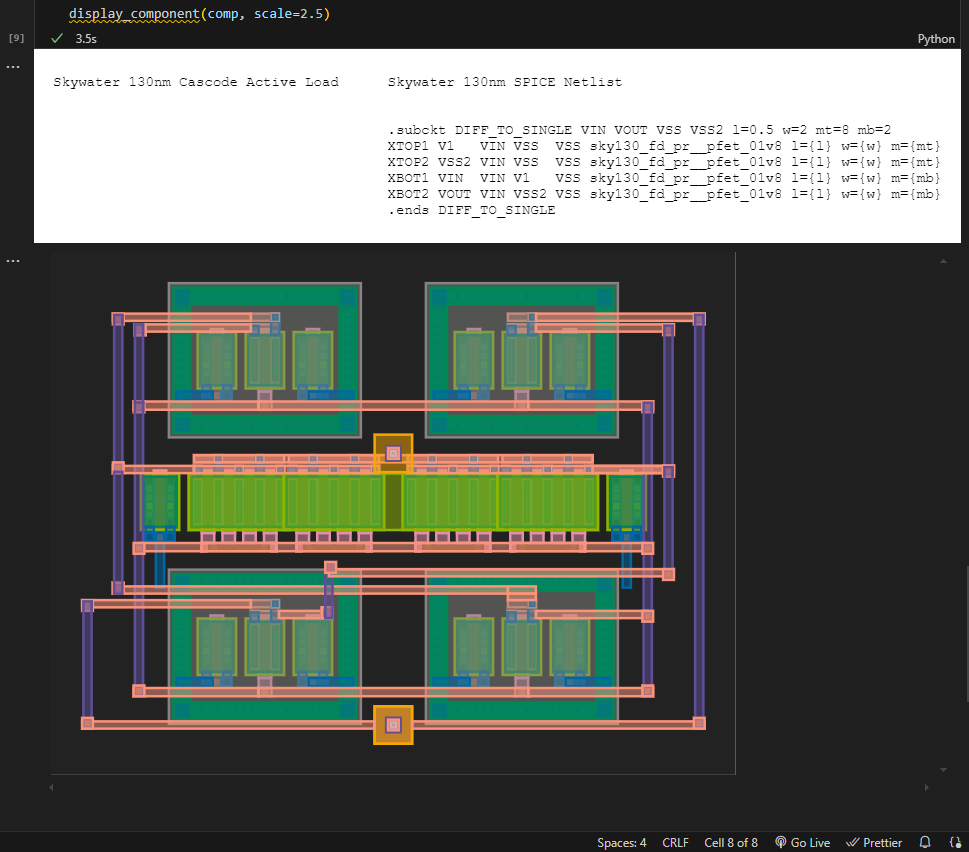 display_component(comp, scale=2.5)
[9]
3.5s
Python
...
Skywater 130nm Cascode Active Load
Skywater 130nm SPICE Netlist
.subckt DIFF_TO_SINGLE VIN VOUT VSS VSS2 l=0.5 w=2 mt=8 mb=2
XTOP1 V1   VIN VSS  VSS sky130_fd_pr__pfet_01v8 l={l} w={w} m={mt}
XTOP2 VSS2 VIN VSS  VSS sky130_fd_pr__pfet_01v8 l={l} w={w} m={mt}
XBOT1 VIN  VIN V1   VSS sky130_fd_pr__pfet_01v8 l={l} w={w} m={mb}
XBOT2 VOUT VIN VSS2 VSS sky130_fd_pr__pfet_01v8 l={l} w={w} m={mb}
.ends DIFF_TO_SINGLE
...
Spaces: 4 CRLF Cell 8 of 8 Go Live Prettier